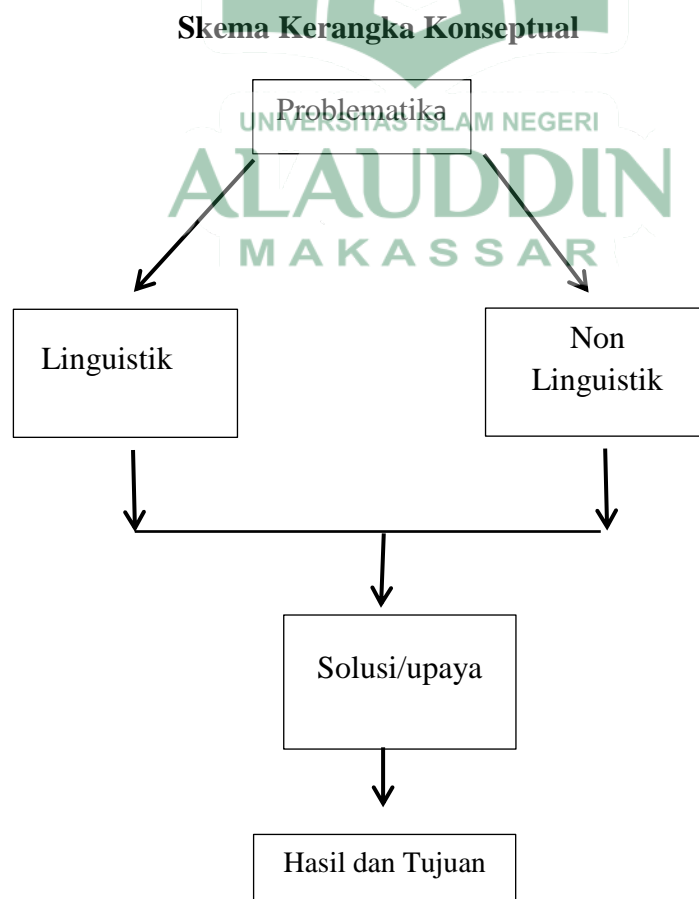 Skema Kerangka Konseptual
Problematika
UNIVERSITAS ISLAM NEGERI
ALAUDDIN
MAKASSAR
Linguistik
Non
Linguistik
Solusi/upaya
Hasil dan Tujuan